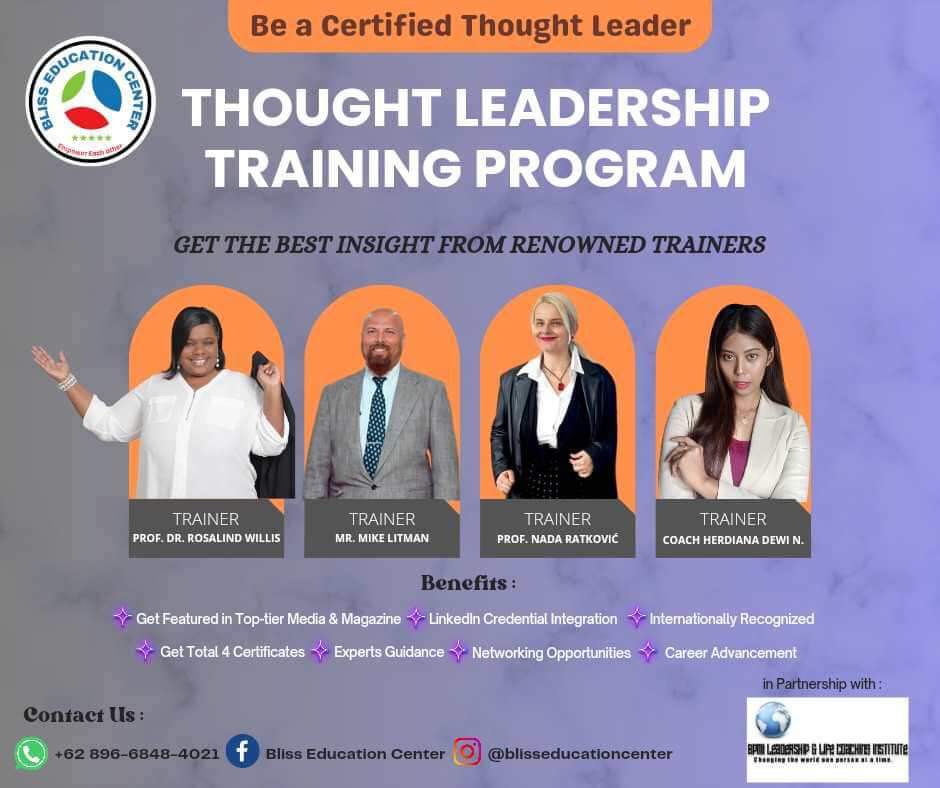 Be a Certified Thought Leader
BLISS EDUCATION CENTER
Empower Each other
THOUGHT LEADERSHIP
TRAINING PROGRAM
GET THE BEST INSIGHT FROM RENOWNED TRAINERS
TRAINER
PROF. DR. ROSALIND WILLIS
TRAINER
MR. MIKE LITMAN
TRAINER
PROF. NADA RATKOVIĆ
TRAINER
COACH HERDIANA DEWI N.
Benefits :
Get Featured in Top-tier Media & Magazine LinkedIn Credential Integration Internationally Recognized
Get Total 4 Certificates Experts Guidance Networking Opportunities Career Advancement
in Partnership with :
BPMI LEADERSHIP & LIFE COACHING INSTITUTE
Changing the world one person at a time.
Contact Us :
+62 896-6848-4021 Bliss Education Center @blisseducationcenter